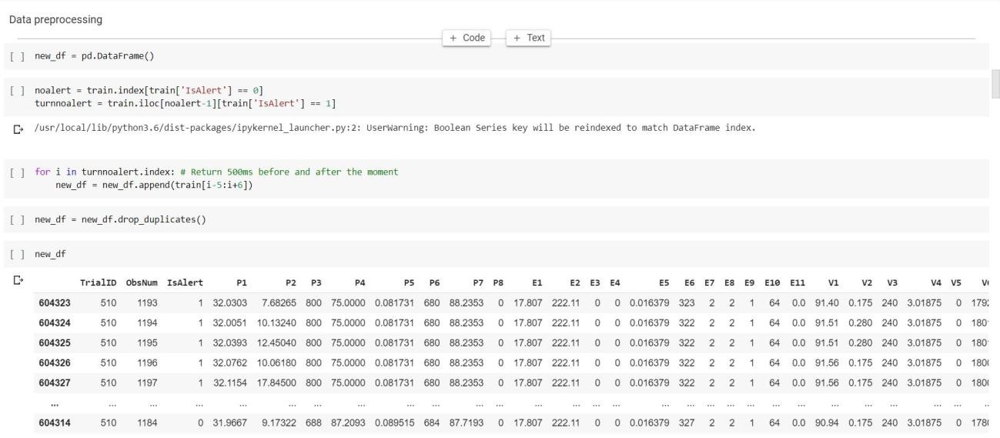 Data preprocessing
+ Code + Text
[ ] new_df = pd.DataFrame()
[ ] noalert = train.index[train['IsAlert'] == 0]
turnnoalert = train.iloc[noalert-1][train['IsAlert'] == 1]
/usr/local/lib/python3.6/dist-packages/ipykernel_launcher.py:2: UserWarning: Boolean Series key will be reindexed to match DataFrame index.
[ ] for i in turnnoalert.index: # Return 500ms before and after the moment
new_df = new_df.append(train[i-5:i+6])
[ ] new_df = new_df.drop_duplicates()
[ ] new_df
TrialID ObsNum IsAlert P1 P2 P3 P4 P5 P6 P7 P8 E1 E2 E3 E4 E5 E6 E7 E8 E9 E10 E11 V1 V2 V3 V4 V5
604323 510 1193 1 32.0303 7.68265 800 75.0000 0.081731 680 88.2353 0 17.807 222.11 0 0 0.016379 323 2 2 1 64 0.0 91.40 0.175 240 3.01875 0 179
604324 510 1194 1 32.0051 10.13240 800 75.0000 0.081731 680 88.2353 0 17.807 222.11 0 0 0.016379 322 2 2 1 64 0.0 91.51 0.280 240 3.01875 0 180
604325 510 1195 1 32.0393 12.45040 800 75.0000 0.081731 680 88.2353 0 17.807 222.11 0 0 0.016379 322 2 2 1 64 0.0 91.51 0.280 240 3.01875 0 180
604326 510 1196 1 32.0762 10.06180 800 75.0000 0.081731 680 88.2353 0 17.807 222.11 0 0 0.016379 322 2 2 1 64 0.0 91.56 0.175 240 3.01875 0 180
604327 510 1197 1 32.1154 17.84500 800 75.0000 0.081731 680 88.2353 0 17.807 222.11 0 0 0.016379 322 2 2 1 64 0.0 91.56 0.175 240 3.01875 0 180
... ... ... ... ... ... ... ... ... ... ... ... ... ... ... ... ... ... ... ... ... ... ... ... ... ... ... ... ...
604314 510 1184 0 31.9667 9.17322 688 87.2093 0.089515 684 87.7193 0 17.807 222.11 0 0 0.016379 327 2 2 1 64 0.0 90.94 0.175 240 3.01875 0 178